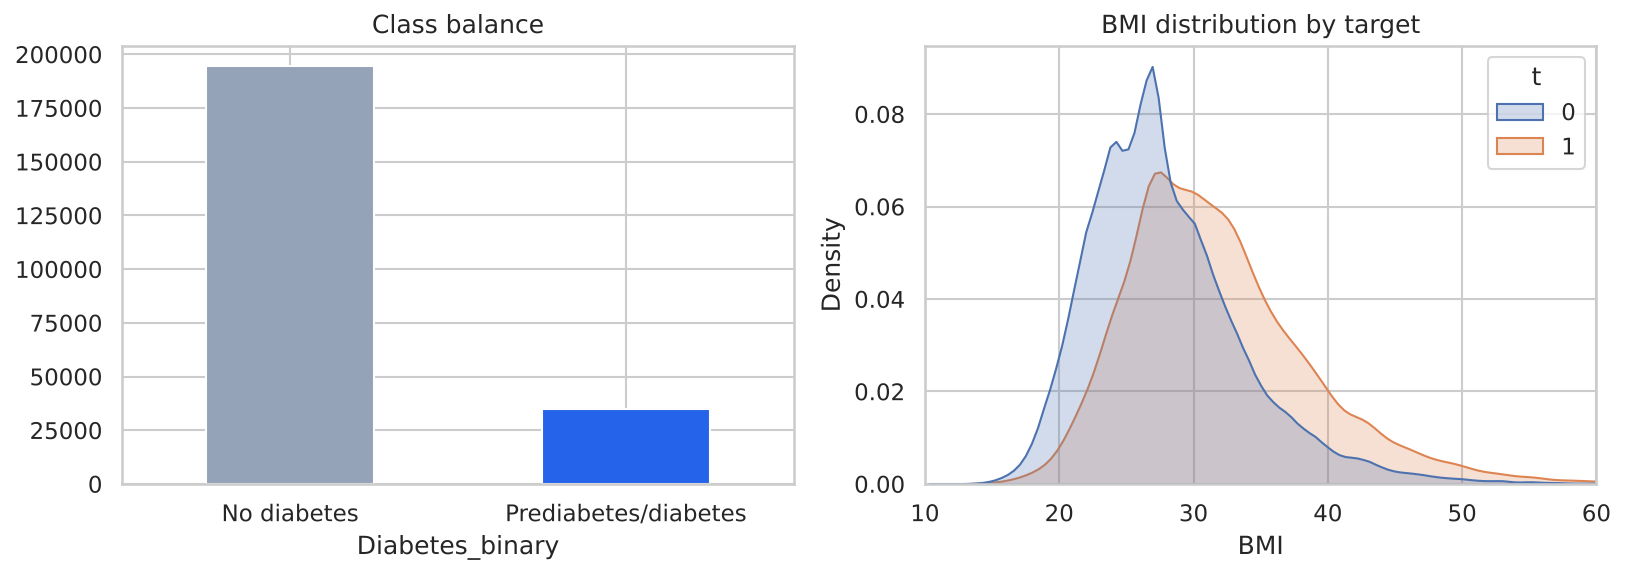 Class balance
200000
175000
150000
125000
100000
75000
50000
25000
0
No diabetes
Prediabetes/diabetes
Diabetes_binary
BMI distribution by target
t
0
1
Density
0.08
0.06
0.04
0.02
0.00
10
20
30
40
50
60
BMI